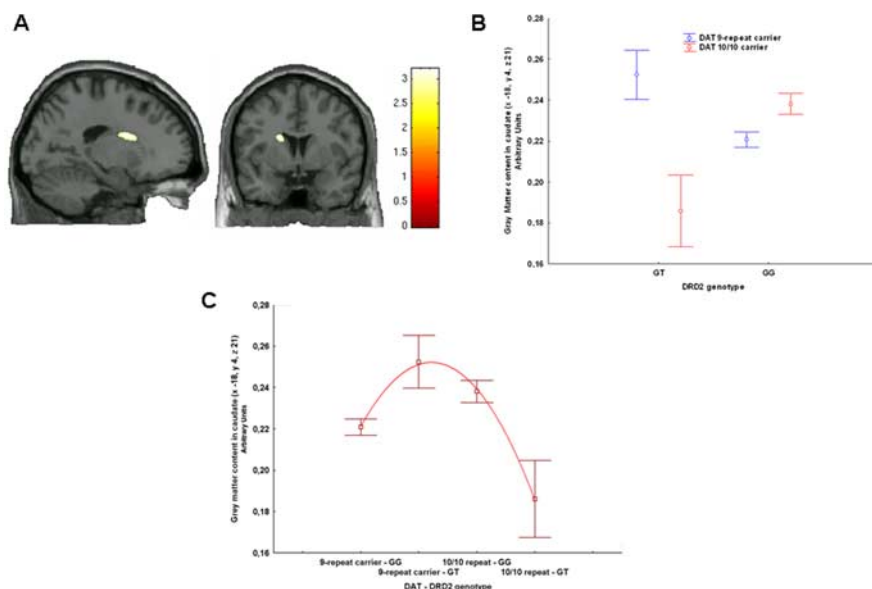 A
3
2.5
2
1.5
1
0.5
0
B
DAT 9-repeat carrier
DAT 10/10 carrier
Gray Matter content in caudate (x -18, y 4, z 21)
Arbitrary Units
0,28
0,26
0,24
0,22
0,20
0,18
0,16
GT GG
DRD2 genotype
C
Grey matter content in caudate (x -18, y 4, z 21)
Arbitrary Units
0,28
0,26
0,24
0,22
0,20
0,18
0,16
9-repeat carrier - GG 10/10 repeat - GG
9-repeat carrier - GT 10/10 repeat - GT
DAT - DRD2 genotype